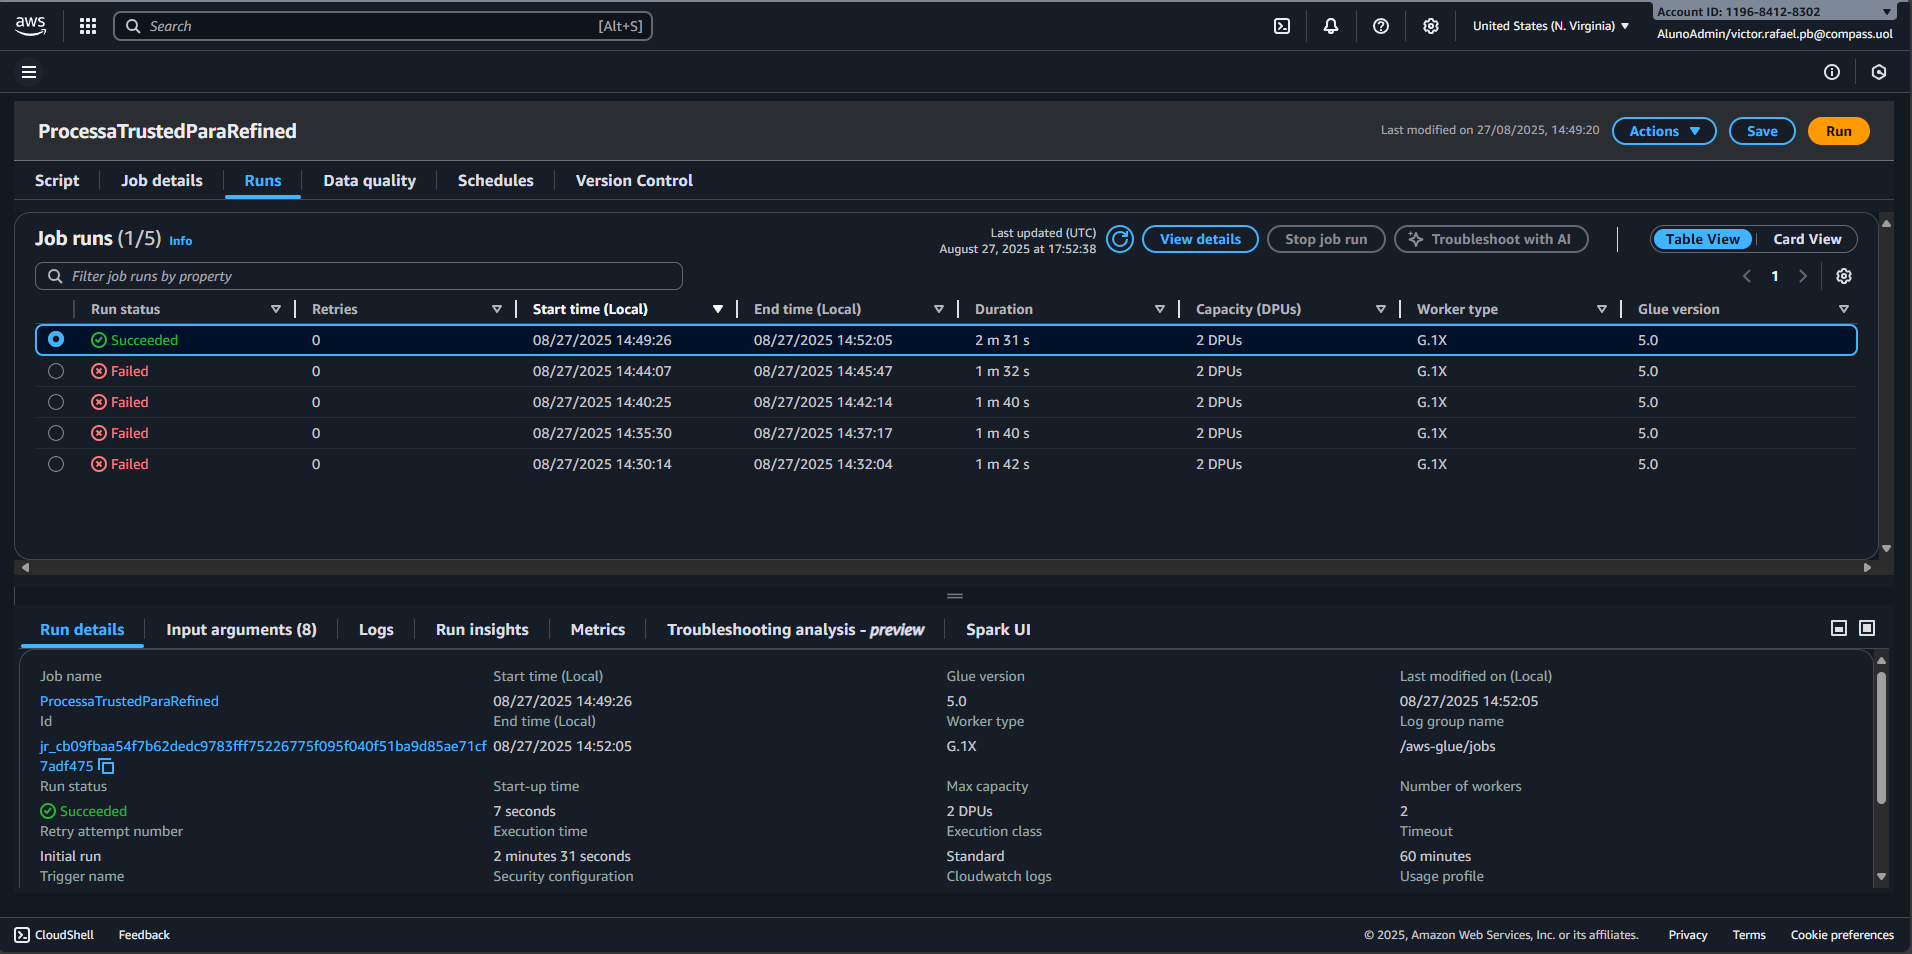 aws
Search
[Alt+S]
United States (N. Virginia)
Account ID: 1196-8412-8302
AlunoAdmin/victor.rafael.pb@compass.uol
ProcessaTrustedParaRefined
Last modified on 27/08/2025, 14:49:20
Actions
Save
Run
Script
Job details
Runs
Data quality
Schedules
Version Control
Job runs (1/5) Info
Last updated (UTC)
August 27, 2025 at 17:52:38
View details
Stop job run
Troubleshoot with AI
Table View
Card View
Filter job runs by property
1
Run status Retries Start time (Local) End time (Local) Duration Capacity (DPUs) Worker type Glue version
Succeeded 0 08/27/2025 14:49:26 08/27/2025 14:52:05 2 m 31 s 2 DPUs G.1X 5.0
Failed 0 08/27/2025 14:44:07 08/27/2025 14:45:47 1 m 32 s 2 DPUs G.1X 5.0
Failed 0 08/27/2025 14:40:25 08/27/2025 14:42:14 1 m 40 s 2 DPUs G.1X 5.0
Failed 0 08/27/2025 14:35:30 08/27/2025 14:37:17 1 m 40 s 2 DPUs G.1X 5.0
Failed 0 08/27/2025 14:30:14 08/27/2025 14:32:04 1 m 42 s 2 DPUs G.1X 5.0
Run details
Input arguments (8)
Logs
Run insights
Metrics
Troubleshooting analysis - preview
Spark UI
Job name
ProcessaTrustedParaRefined
Id
jr_cb09fbaa54f7b62dedc9783fff75226775f095f040f51ba9d85ae71cf
7adf475
Run status
Succeeded
Retry attempt number
Initial run
Trigger name
Start time (Local)
08/27/2025 14:49:26
End time (Local)
08/27/2025 14:52:05
Start-up time
7 seconds
Execution time
2 minutes 31 seconds
Security configuration
Glue version
5.0
Worker type
G.1X
Max capacity
2 DPUs
Execution class
Standard
Cloudwatch logs
Last modified on (Local)
08/27/2025 14:52:05
Log group name
/aws-glue/jobs
Number of workers
2
Timeout
60 minutes
Usage profile
CloudShell
Feedback
© 2025, Amazon Web Services, Inc. or its affiliates.
Privacy
Terms
Cookie preferences